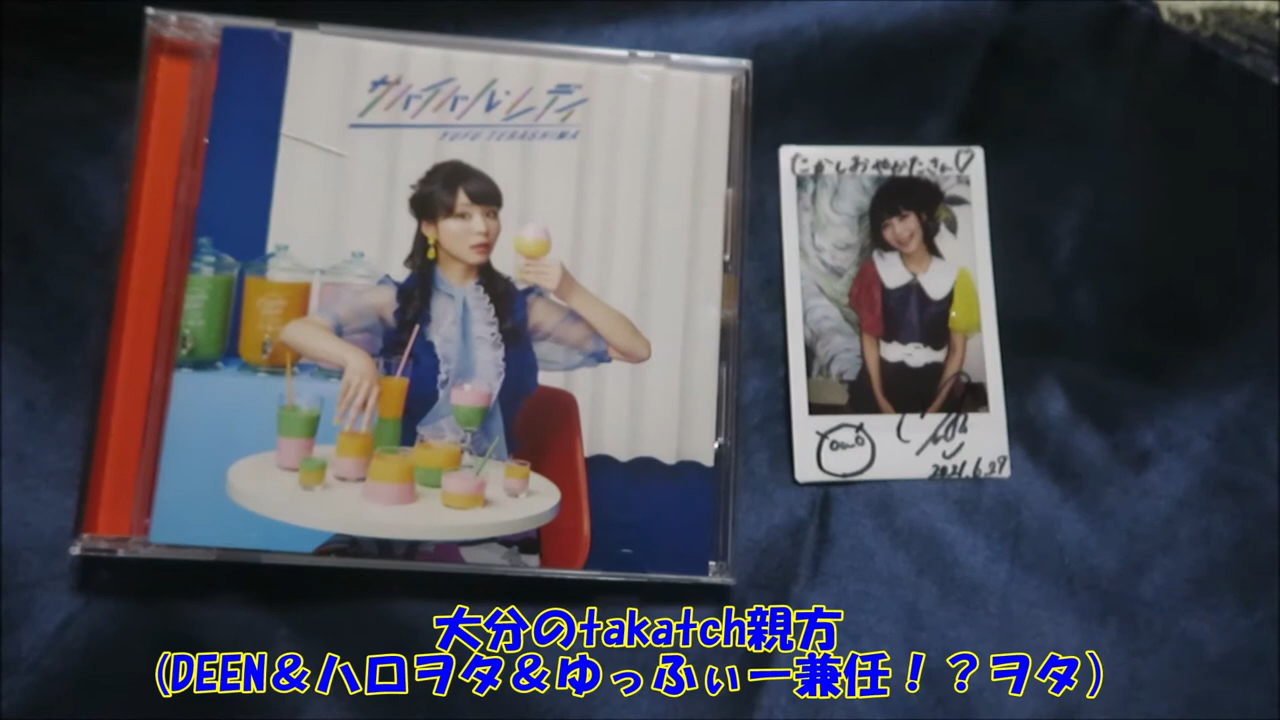 サバイバル・レディ
YUFU TERASHIMA
たかしおやかたさん♡
2021.6.27
大分のtakatch親方
(DEEN&ハロヲタ&ゆっふぃー兼任！？ヲタ)